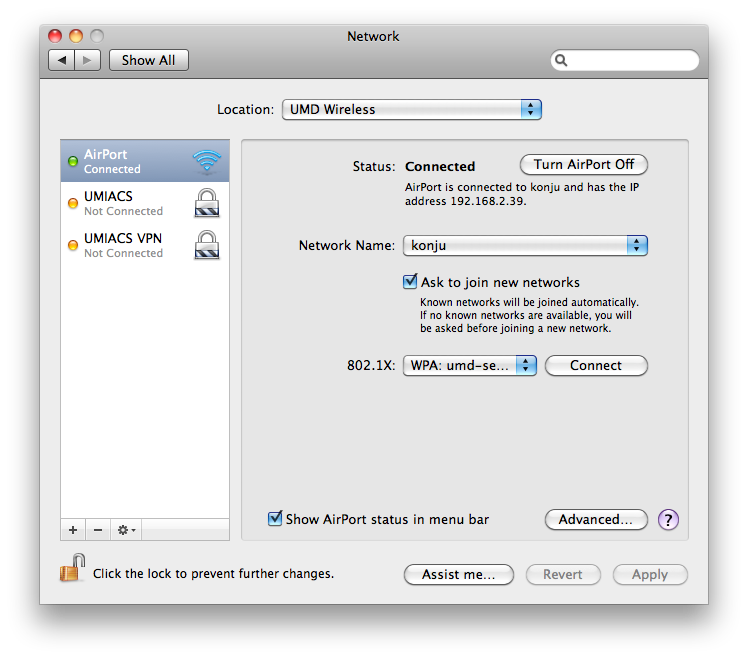 Network
Show All
Location: UMD Wireless
AirPort
Connected
UMIACS
Not Connected
UMIACS VPN
Not Connected
Status: Connected
Turn AirPort Off
AirPort is connected to konju and has the IP
address 192.168.2.39.
Network Name: konju
Ask to join new networks
Known networks will be joined automatically.
If no known networks are available, you will
be asked before joining a new network.
802.1X: WPA: umd-se... Connect
Show AirPort status in menu bar
Advanced... ?
Click the lock to prevent further changes.
Assist me... Revert Apply